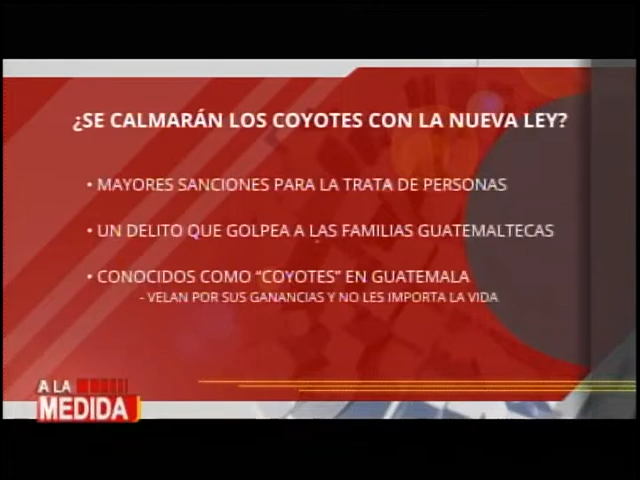 ¿SE CALMARÁN LOS COYOTES CON LA NUEVA LEY?
• MAYORES SANCIONES PARA LA TRATA DE PERSONAS
• UN DELITO QUE GOLPEA A LAS FAMILIAS GUATEMALTECAS
• CONOCIDOS COMO “COYOTES” EN GUATEMALA
- VELAN POR SUS GANANCIAS Y NO LES IMPORTA LA VIDA
A LA
MEDIDA